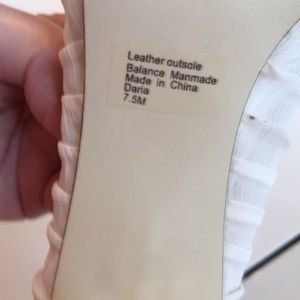 Leather outsole
Balance Manmade
Made in China
Daria
7.5M